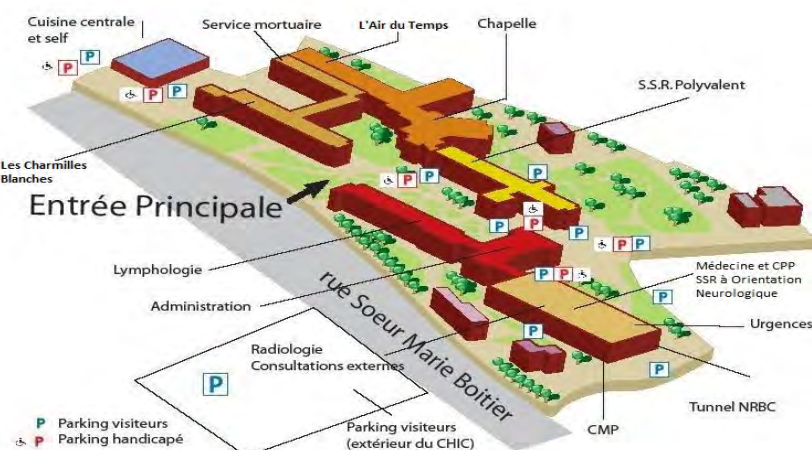 Cuisine centrale
et self
Service mortuaire
L'Air du Temps
Chapelle
S.S.R. Polyvalent
P
P
P
P
Les Charmilles
Blanches
P
P
P
Entrée Principale
P
P
P
P
P
Lymphologie
Médecine et CPP
SSR à Orientation
Neurologique
P
P
P
Administration
rue Soeur Marie Boitier
Urgences
P
Radiologie
Consultations externes
P
P
Tunnel NRBC
P Parking visiteurs
P Parking handicapé
Parking visiteurs
(extérieur du CHIC)
CMP